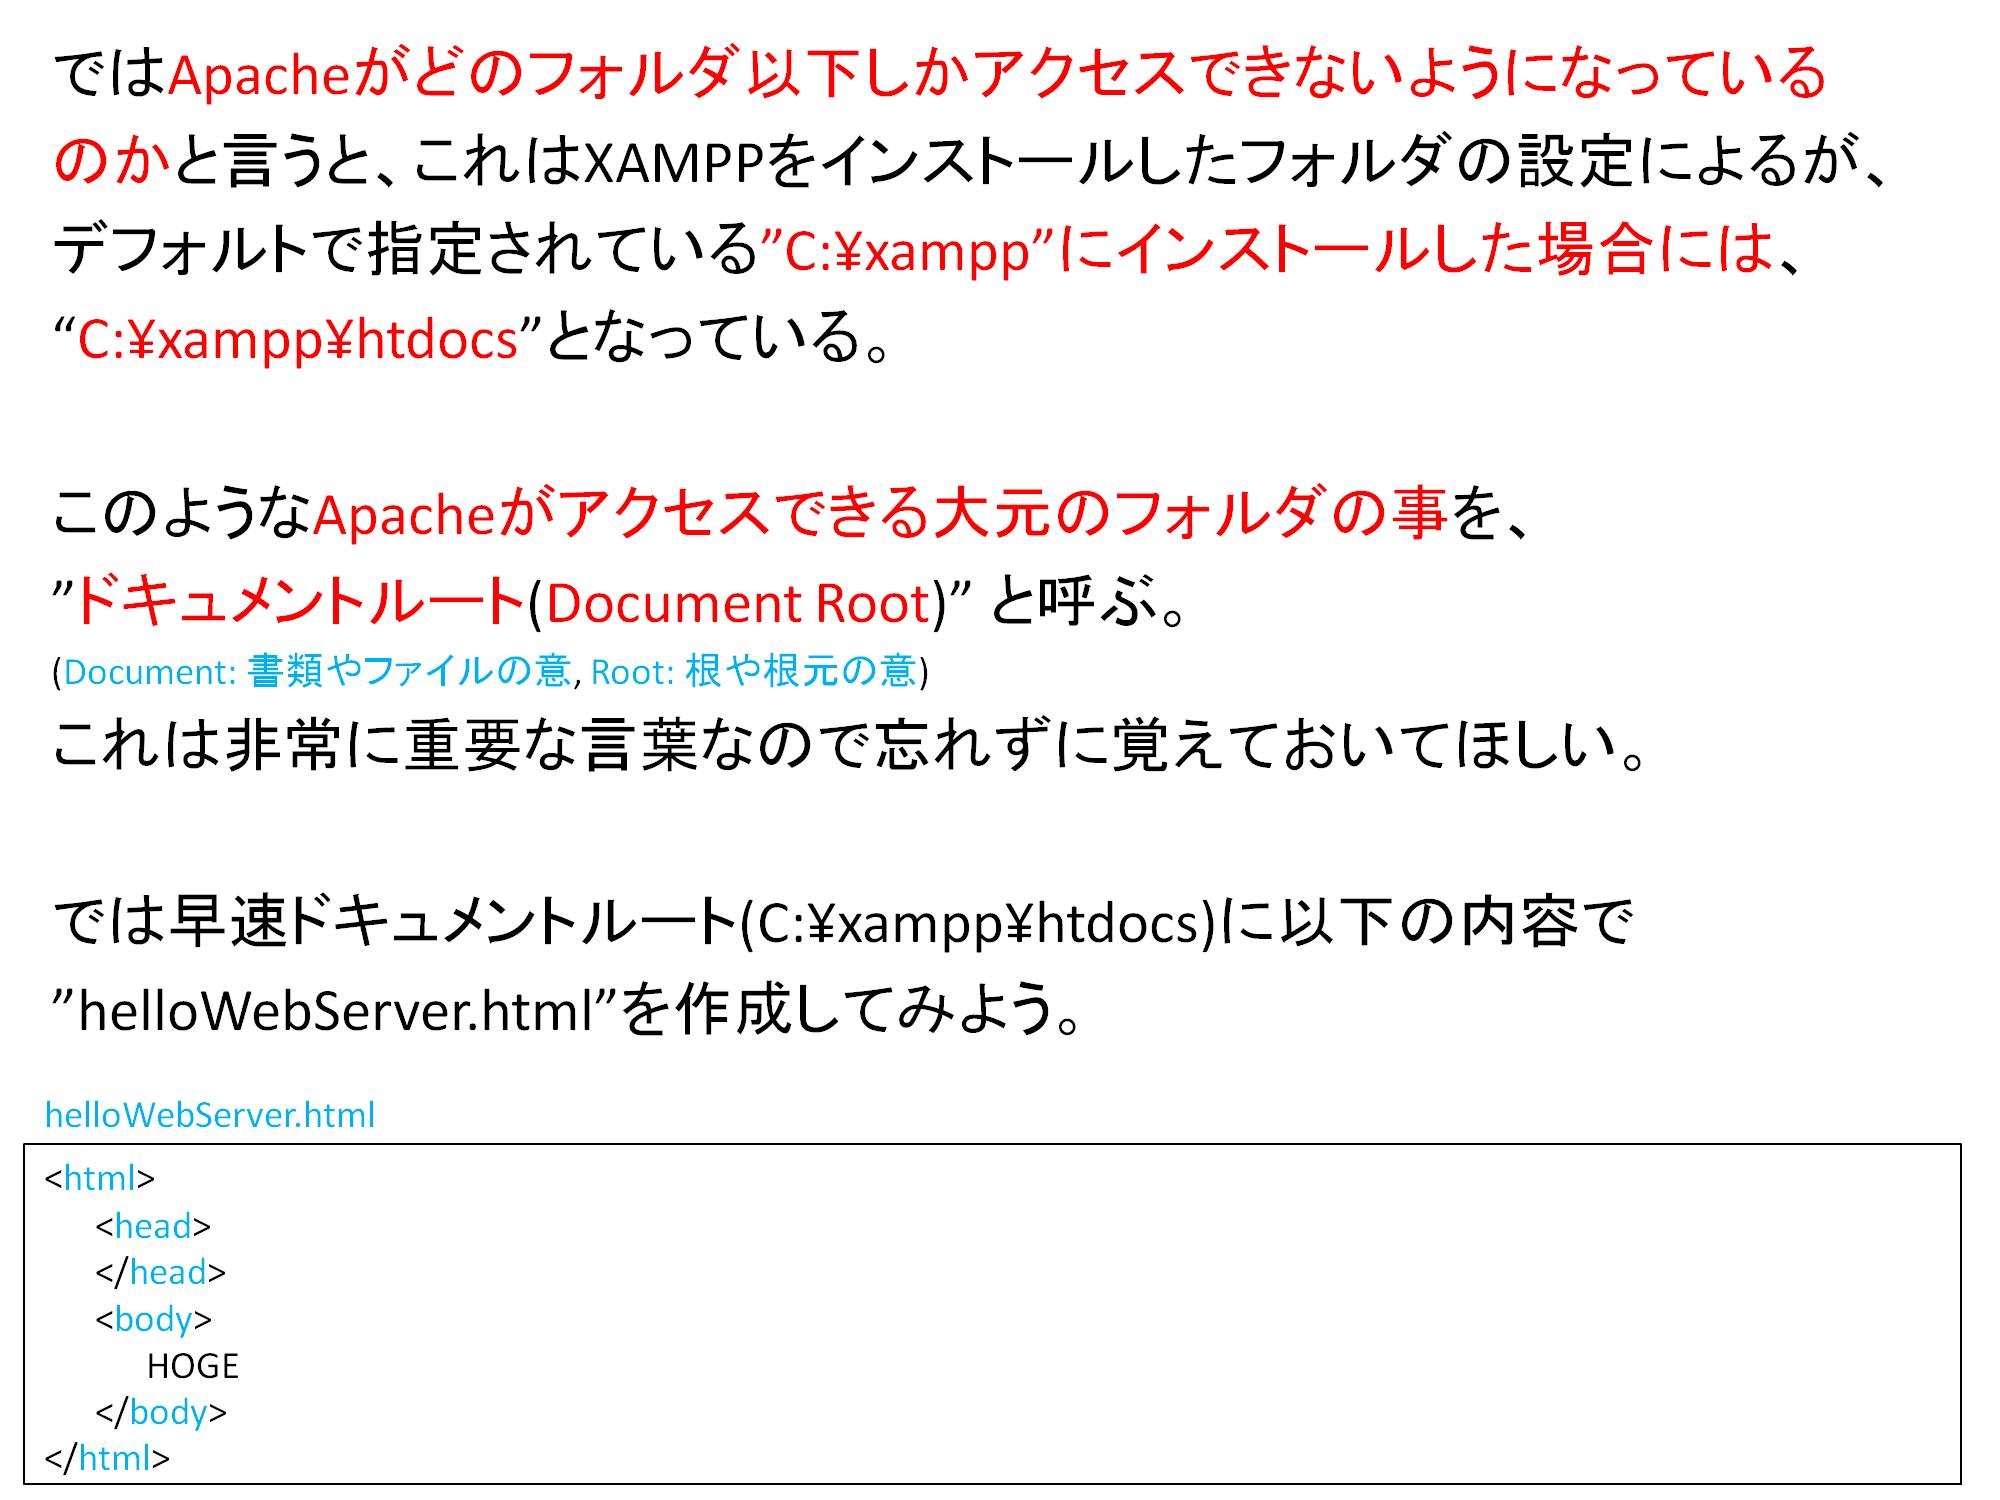 ではApacheがどのフォルダ以下しかアクセスできないようになっている
のかと言うと、これはXAMPPをインストールしたフォルダの設定によるが、
デフォルトで指定されている”C:¥xampp”にインストールした場合には、
“C:¥xampp¥htdocs”となっている。
このようなApacheがアクセスできる大元のフォルダの事を、
”ドキュメントルート(Document Root)” と呼ぶ。
(Document: 書類やファイルの意, Root: 根や根元の意)
これは非常に重要な言葉なので忘れずに覚えておいてほしい。
では早速ドキュメントルート(C:¥xampp¥htdocs)に以下の内容で
”helloWebServer.html”を作成してみよう。
helloWebServer.html
<html>
<head>
</head>
<body>
HOGE
</body>
</html>